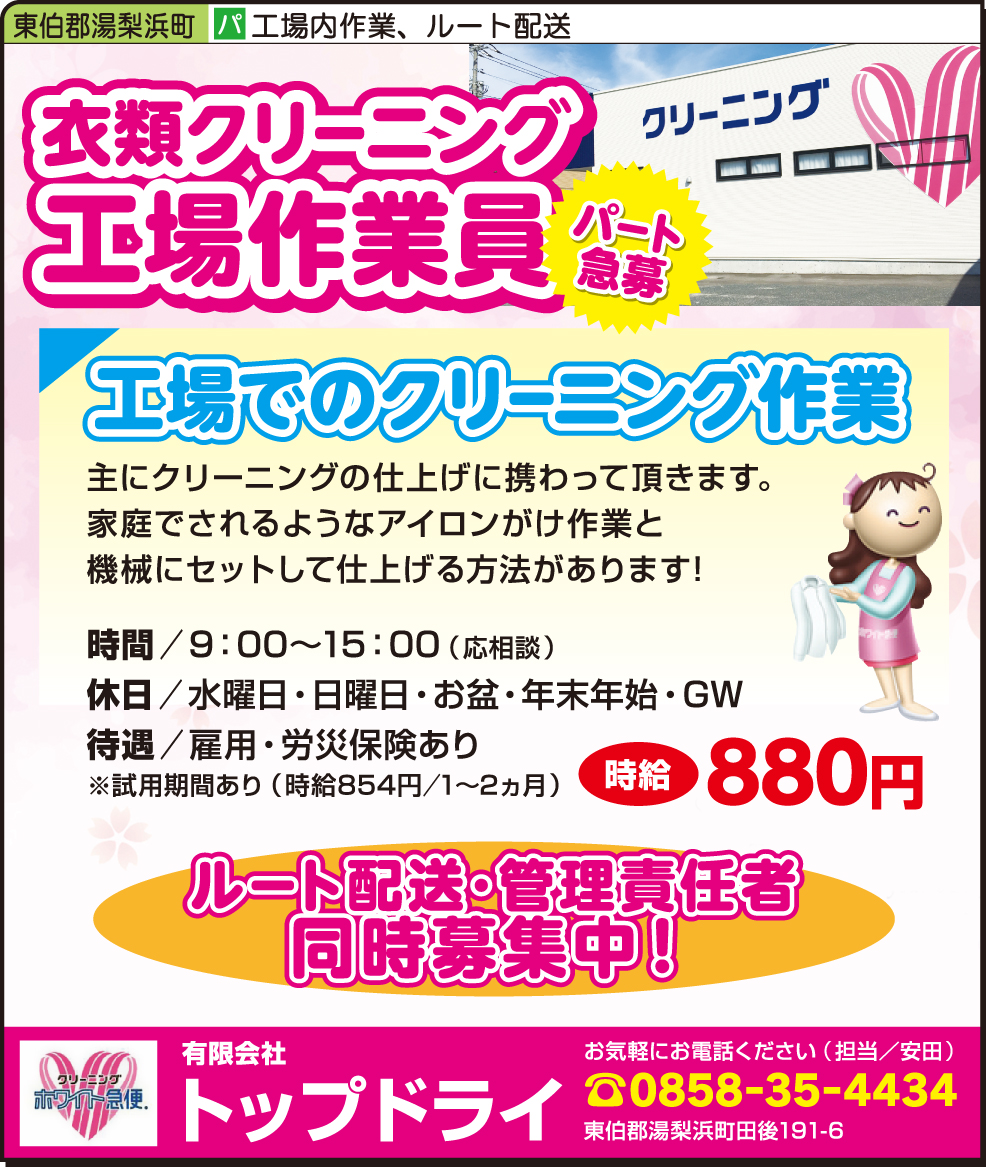 東伯郡湯梨浜町 パ 工場内作業、ルート配送
クリーニング
衣類クリーニング
工場作業員
パート
急募
工場でのクリーニング作業
主にクリーニングの仕上げに携わって頂きます。
家庭でされるようなアイロンがけ作業と
機械にセットして仕上げる方法があります!
時間／9：00〜15：00（応相談）
休日／水曜日・日曜日・お盆・年末年始・GW
待遇／雇用・労災保険あり
※試用期間あり（時給854円/1〜2ヵ月）
時給 880円
ルート配送・管理責任者
同時募集中！
クリーニング
ホワイト急便.
有限会社
トップドライ
お気軽にお電話ください（担当／安田）
☎0858-35-4434
東伯郡湯梨浜町田後191-6